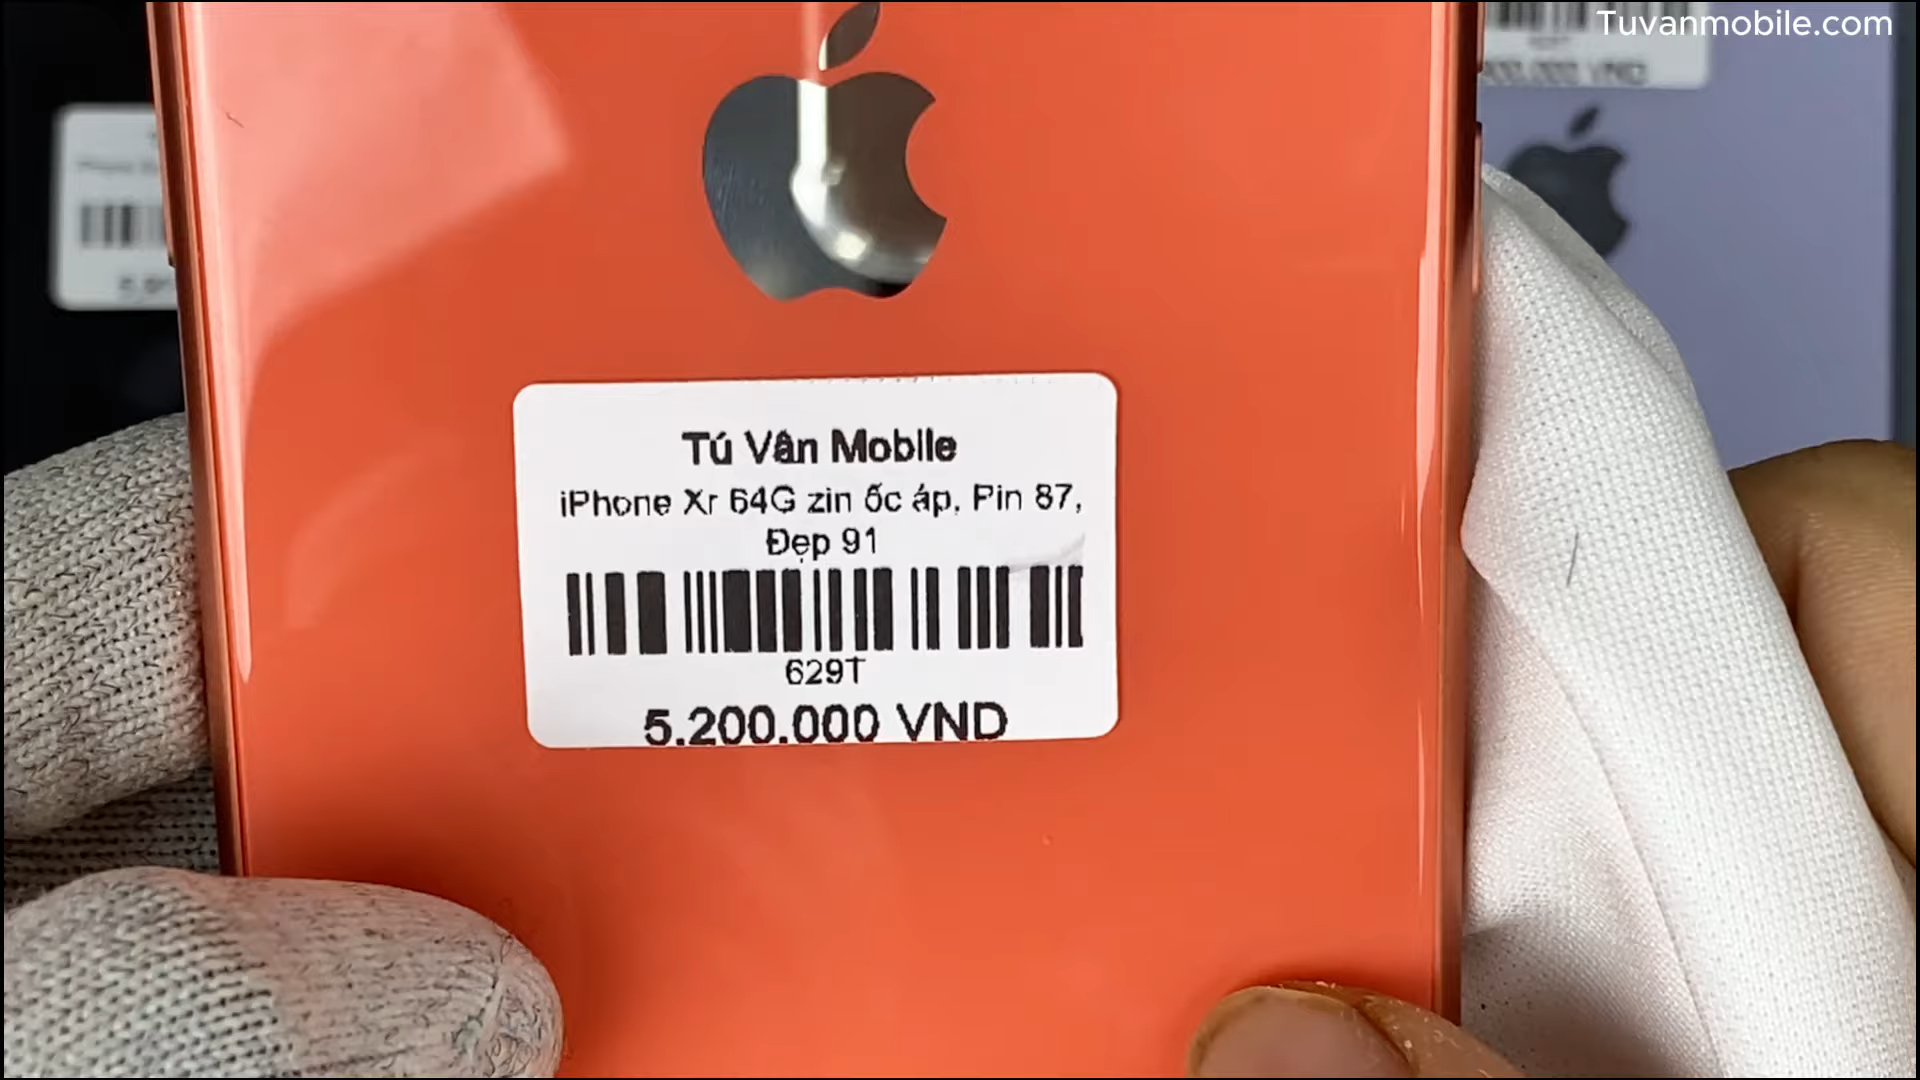 Tuvanmobile.com
Tú Vân Mobile
iPhone Xr 64G zin ốc áp, Pin 87,
Đẹp 91
629T
5.200.000 VND